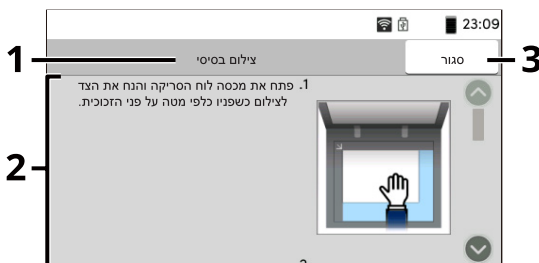 23:09
1
צילום בסיסי
סגור
3
2
1. פתח את מכסה לוח הסריקה והנח את הצד
לצילום כשפניו כלפי מטה על פני הזכוכית.